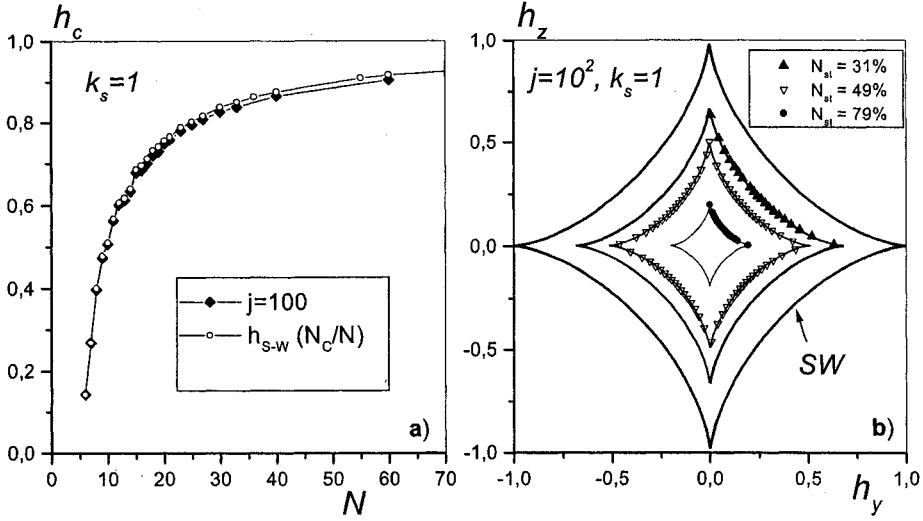 h_c
1,0
0,8
0,6
0,4
0,2
0,0
0
10
20
30
40
50
60
70
N
k_s=1
j=100
h_S-W (N_C/N)
a)
h_z
1,0
0,5
0,0
-0,5
-1,0
-1,0
-0,5
0,0
0,5
1,0
h_y
j=10², k_s=1
N_st = 31%
N_st = 49%
N_st = 79%
SW
b)